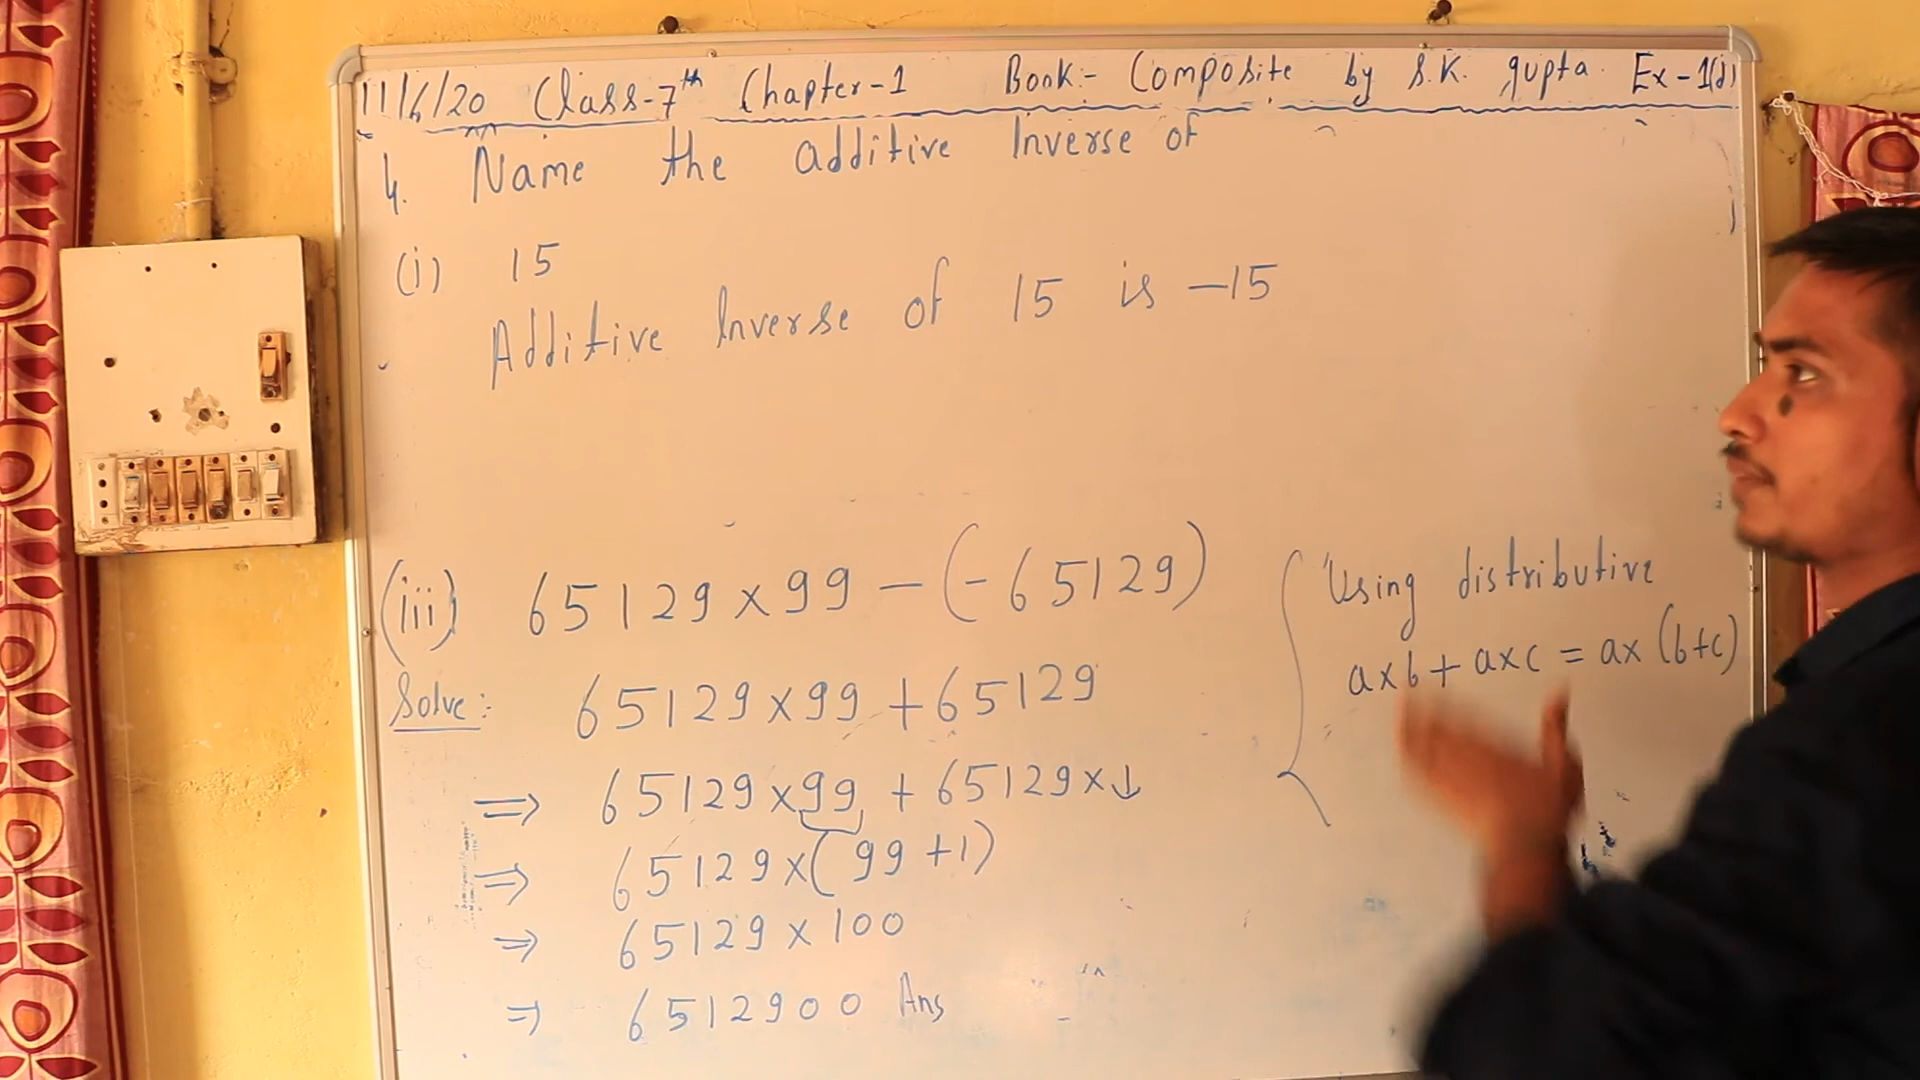 11/6/20 Class-7th Chapter-1 Book:- Composite by S.K. gupta Ex-1(d)
4. Name the additive Inverse of
(i) 15
Additive Inverse of 15 is -15
(iii) 65129×99-(-65129)
Solve: 65129×99+65129
⇒ 65129×99 + 65129×1
⇒ 65129×(99+1)
⇒ 65129×100
⇒ 6512900 Ans
Using distributive
a×b+a×c = a×(b+c)